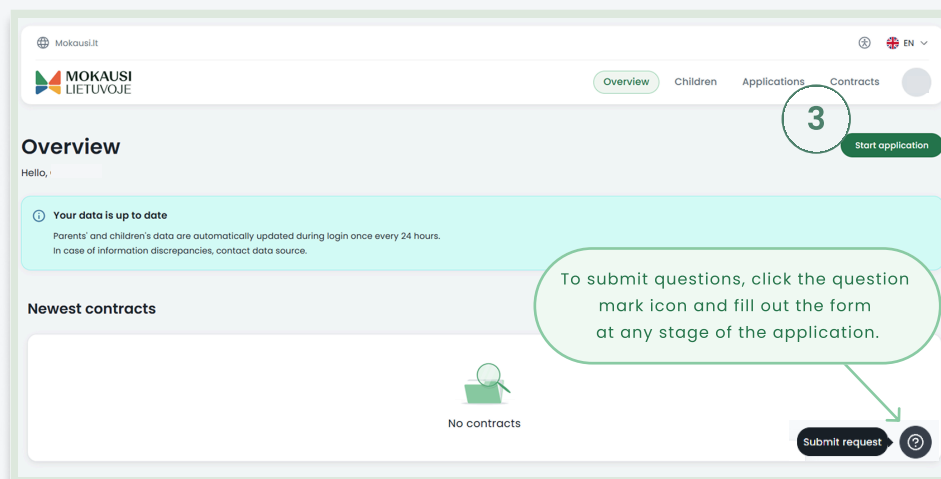 Mokausi.lt
EN
MOKAUSI
LIETUVOJE
Overview
Children
Applications
Contracts
3
Overview
Start application
Hello,
Your data is up to date
Parents' and children's data are automatically updated during login once every 24 hours.
In case of information discrepancies, contact data source.
To submit questions, click the question
mark icon and fill out the form
at any stage of the application.
Newest contracts
No contracts
Submit request
?